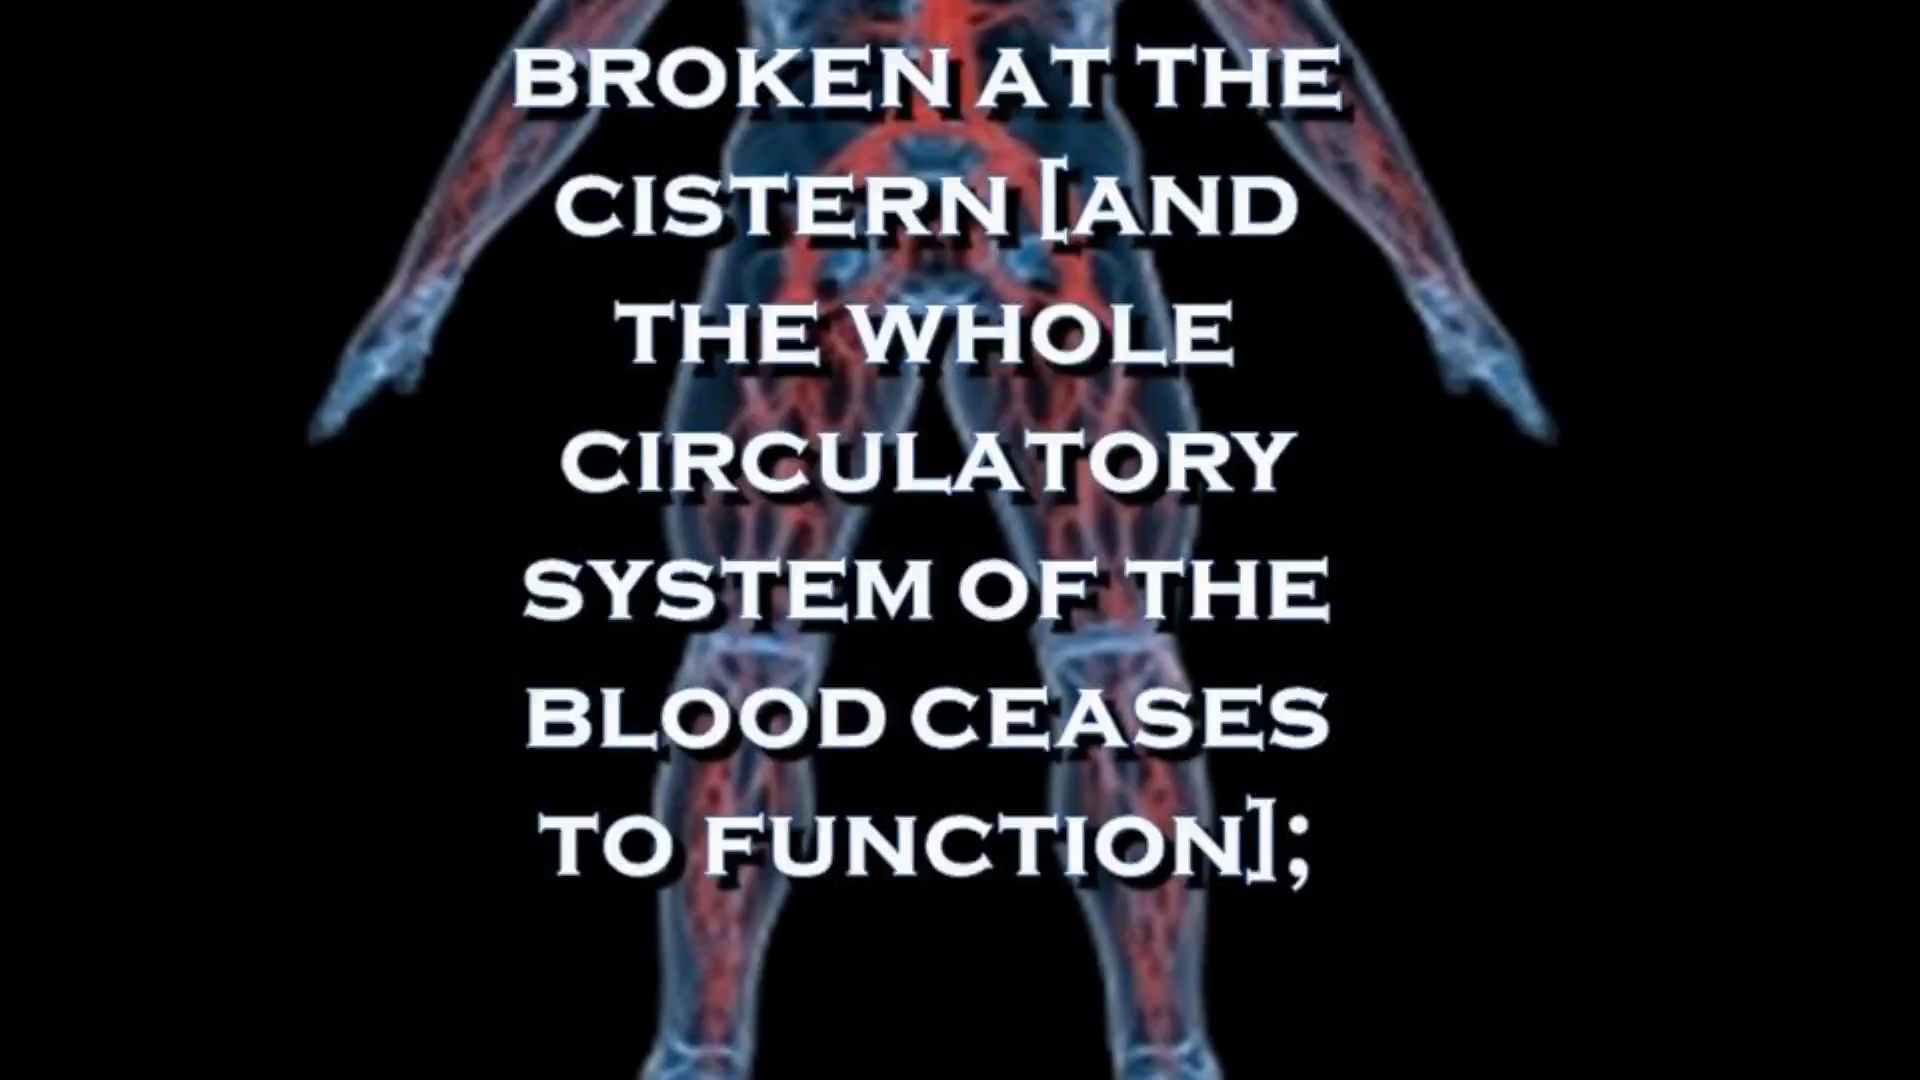 BROKEN AT THE
CISTERN [AND
THE WHOLE
CIRCULATORY
SYSTEM OF THE
BLOOD CEASES
TO FUNCTION];